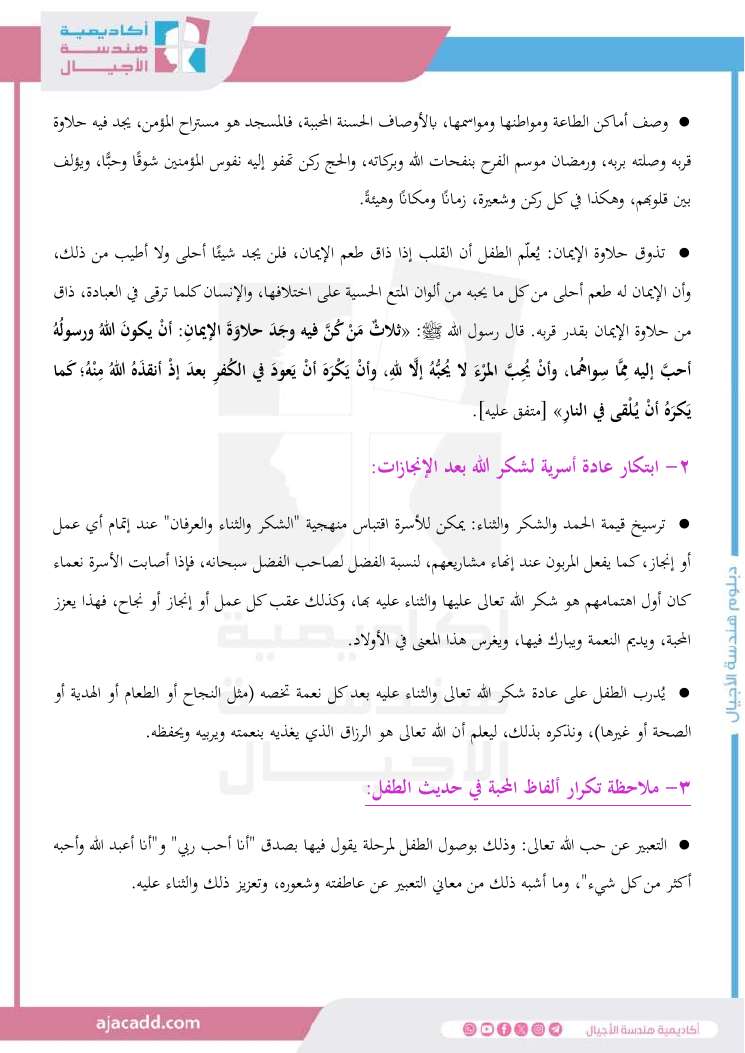 أكاديمية
هندسة
الأجيال
● وصف أماكن الطاعة ومواطنها ومواسمها، بالأوصاف الحسنة المحببة، فالمسجد هو مستراح المؤمن، يجد فيه حلاوة
قربه وصلته بربه، ورمضان موسم الفرح بنفحات الله وبركاته، والحج ركن تهفو إليه نفوس المؤمنين شوقًا وحبًّا، ويؤلف
بين قلوبهم، وهكذا في كل ركن وشعيرة، زمانًا ومكانًا وهيئةً.
● تذوق حلاوة الإيمان: يُعلّم الطفل أن القلب إذا ذاق طعم الإيمان، فلن يجد شيئًا أحلى ولا أطيب من ذلك،
وأن الإيمان له طعم أحلى من كل ما يحبه من ألوان المتع الحسية على اختلافها، والإنسان كلما ترقى في العبادة، ذاق
من حلاوة الإيمان بقدر قربه. قال رسول الله ﷺ: «ثلاثٌ مَنْ كُنَّ فيه وجَدَ حلاوَةَ الإيمانِ: أنْ يكونَ اللهُ ورسولُهُ
أحبَّ إليه مِمَّا سِواهُما، وأنْ يُحِبَّ المرْءَ لا يُحبُّهُ إلَّا للهِ، وأنْ يَكْرَهَ أنْ يَعودَ في الكُفرِ بعدَ إذْ أنقذَهُ اللهُ مِنْهُ؛ كَما
يَكرَهُ أنْ يُلْقى في النارِ» [متفق عليه].
٢- ابتكار عادة أسرية لشكر الله بعد الإنجازات:
● ترسيخ قيمة الحمد والشكر والثناء: يمكن للأسرة اقتباس منهجية "الشكر والثناء والعرفان" عند إتمام أي عمل
أو إنجاز، كما يفعل المربون عند إنهاء مشاريعهم، لنسبة الفضل لصاحب الفضل سبحانه، فإذا أصابت الأسرة نعماء
كان أول اهتمامهم هو شكر الله تعالى عليها والثناء عليه بها، وكذلك عقب كل عمل أو إنجاز أو نجاح، فهذا يعزز
المحبة، ويديم النعمة ويبارك فيها، ويغرس هذا المعنى في الأولاد.
● يُدرب الطفل على عادة شكر الله تعالى والثناء عليه بعد كل نعمة تخصه (مثل النجاح أو الطعام أو الهدية أو
الصحة أو غيرها)، ونذكره بذلك، ليعلم أن الله تعالى هو الرزاق الذي يغذيه بنعمته ويربيه ويحفظه.
٣- ملاحظة تكرار ألفاظ المحبة في حديث الطفل:
● التعبير عن حب الله تعالى: وذلك بوصول الطفل لمرحلة يقول فيها بصدق "أنا أحب ربي" و"أنا أعبد الله وأحبه
أكثر من كل شيء"، وما أشبه ذلك من معاني التعبير عن عاطفته وشعوره، وتعزيز ذلك والثناء عليه.
دبلوم هندسة الأجيال
أكاديمية
هندسة
الأجيال
أكاديمية هندسة الأجيال
ajacadd.com